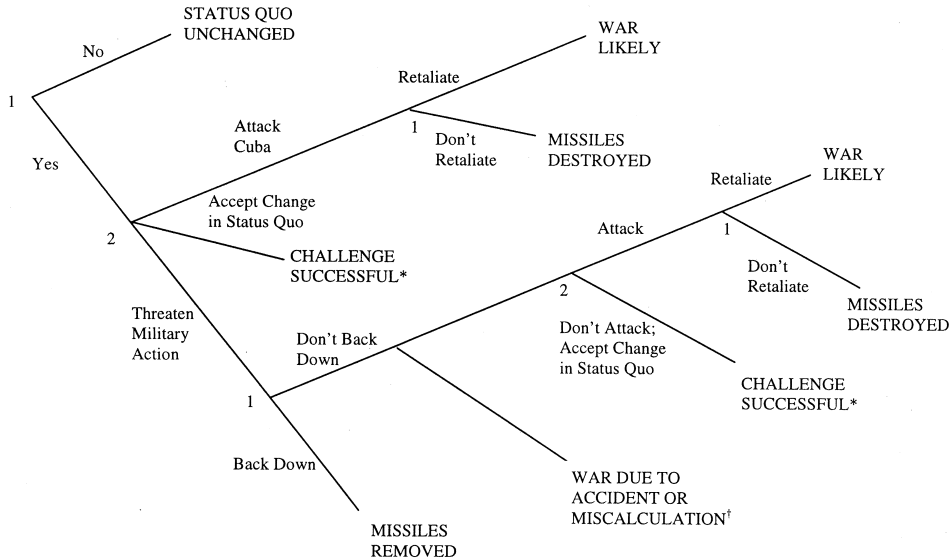 STATUS QUO
UNCHANGED
No
1
Yes
WAR
LIKELY
Retaliate
Attack
Cuba
1
Don't
Retaliate
MISSILES
DESTROYED
Accept Change
in Status Quo
2
CHALLENGE
SUCCESSFUL*
WAR
LIKELY
Retaliate
Attack
1
Don't
Retaliate
MISSILES
DESTROYED
2
Don't Attack;
Accept Change
in Status Quo
CHALLENGE
SUCCESSFUL*
Threaten
Military
Action
Don't Back
Down
1
Back Down
WAR DUE TO
ACCIDENT OR
MISCALCULATION†
MISSILES
REMOVED